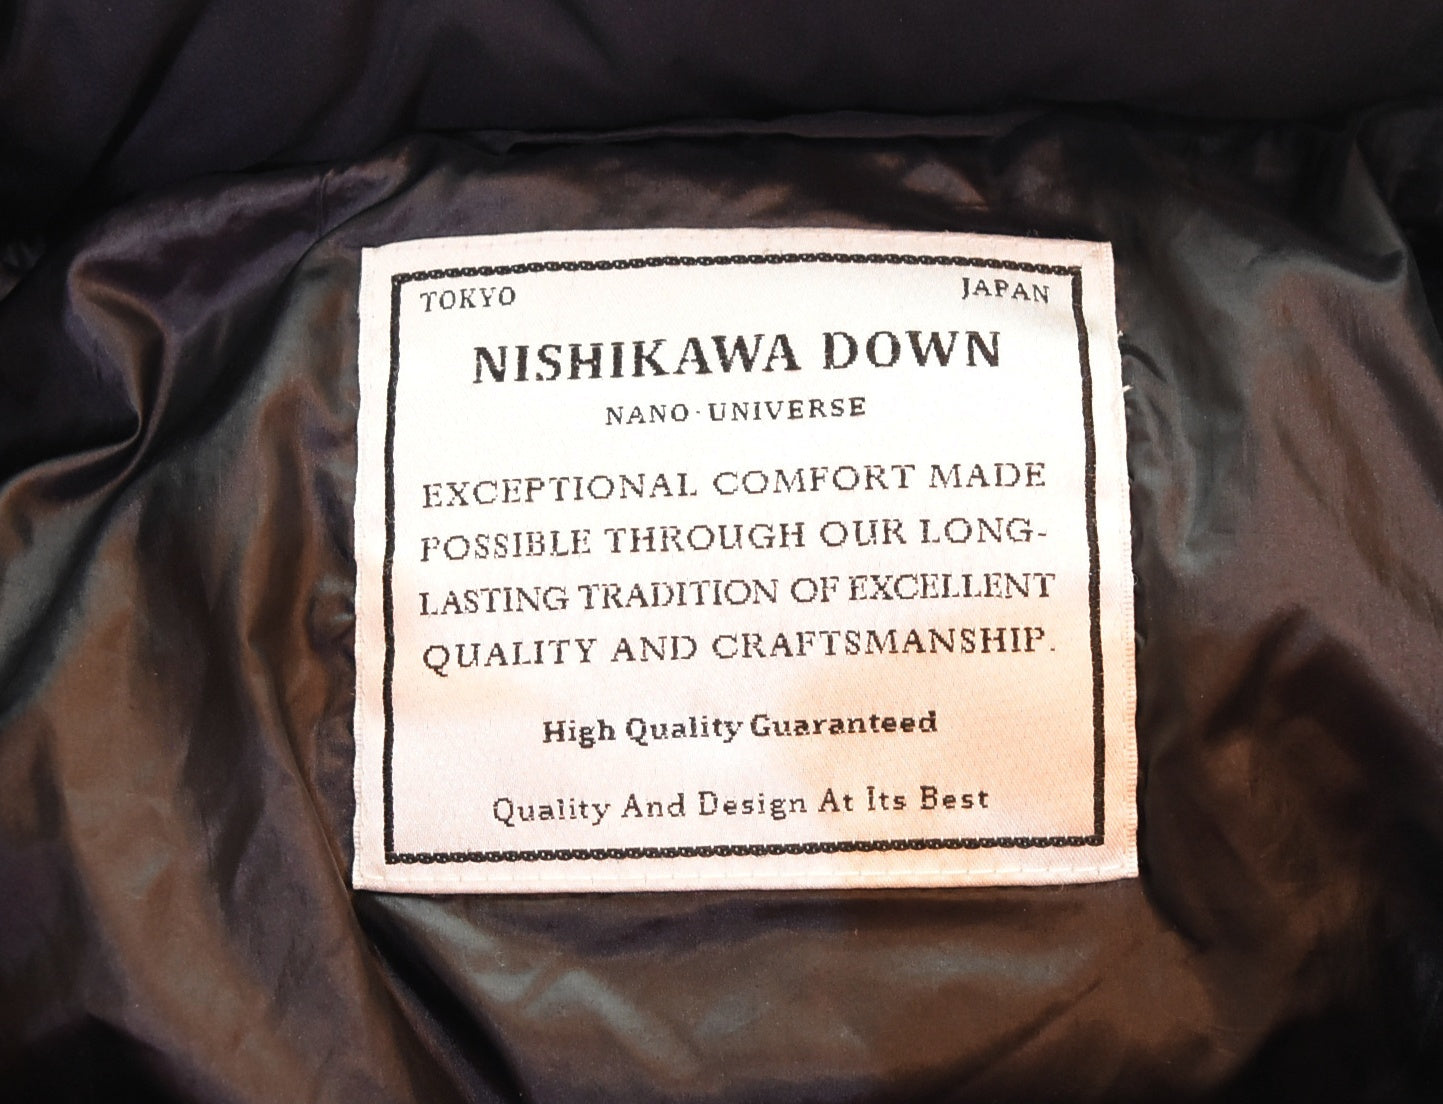 TOKYO JAPAN
NISHIKAWA DOWN
NANO·UNIVERSE
EXCEPTIONAL COMFORT MADE
POSSIBLE THROUGH OUR LONG-
LASTING TRADITION OF EXCELLENT
QUALITY AND CRAFTSMANSHIP.
High Quality Guaranteed
Quality And Design At Its Best